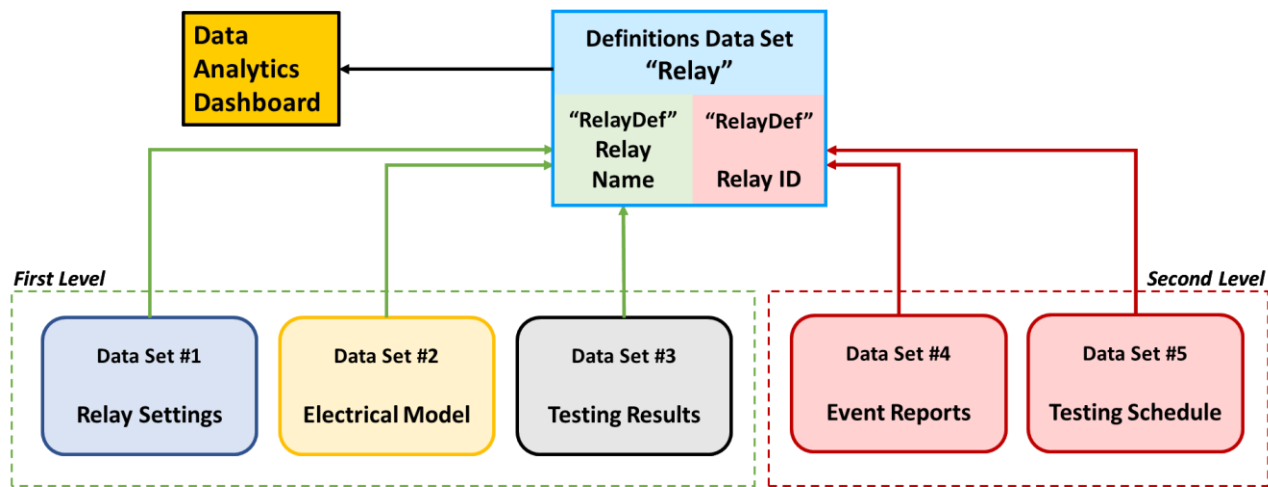 Data
Analytics
Dashboard
Definitions Data Set
“Relay”
“RelayDef”
Relay
Name
“RelayDef”
Relay ID
First Level
Second Level
Data Set #1
Relay Settings
Data Set #2
Electrical Model
Data Set #3
Testing Results
Data Set #4
Event Reports
Data Set #5
Testing Schedule